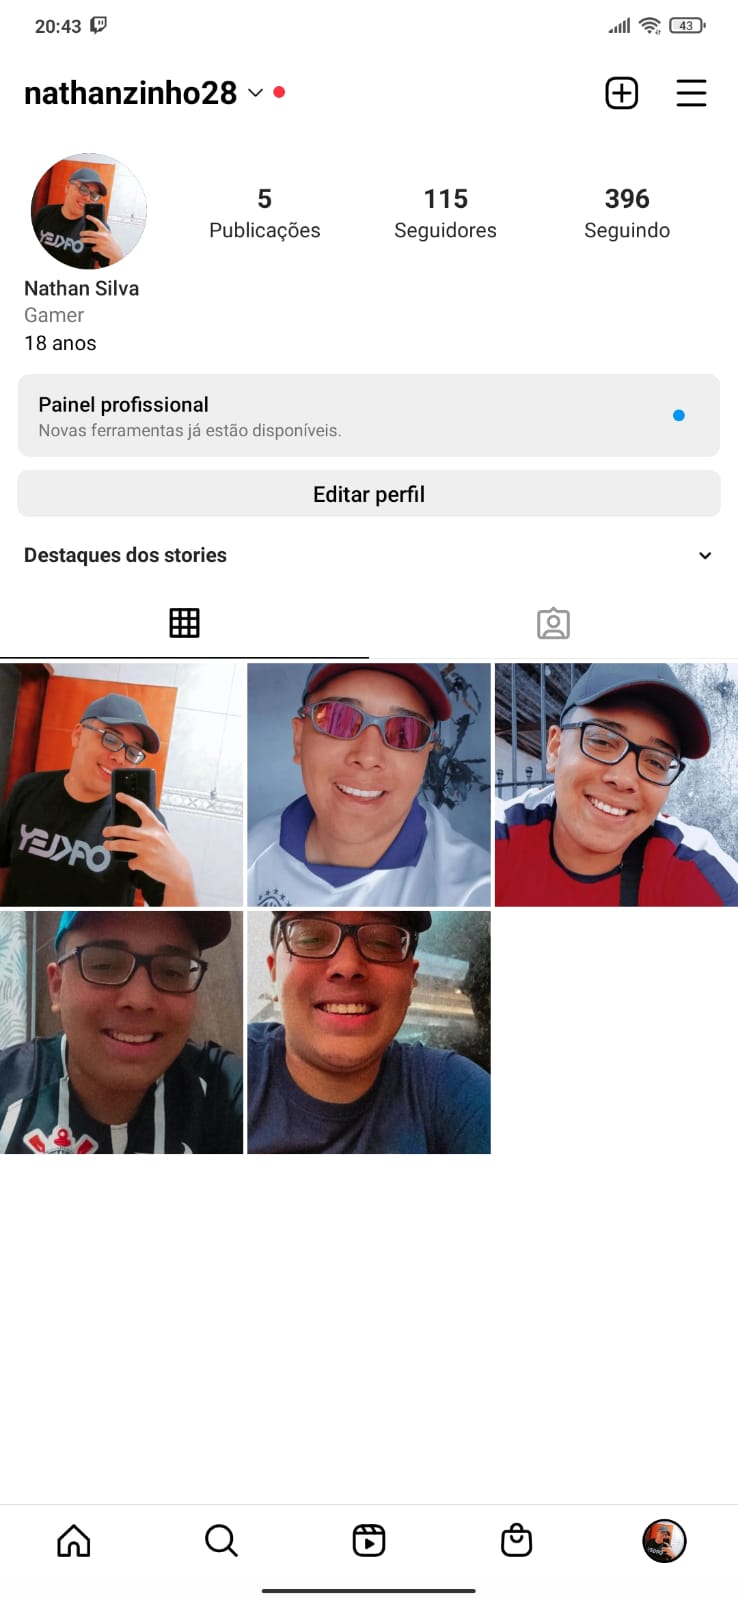 20:43
43
nathanzinho28
5
Publicações
115
Seguidores
396
Seguindo
Nathan Silva
Gamer
18 anos
Painel profissional
Novas ferramentas já estão disponíveis.
Editar perfil
Destaques dos stories
OAKLEY